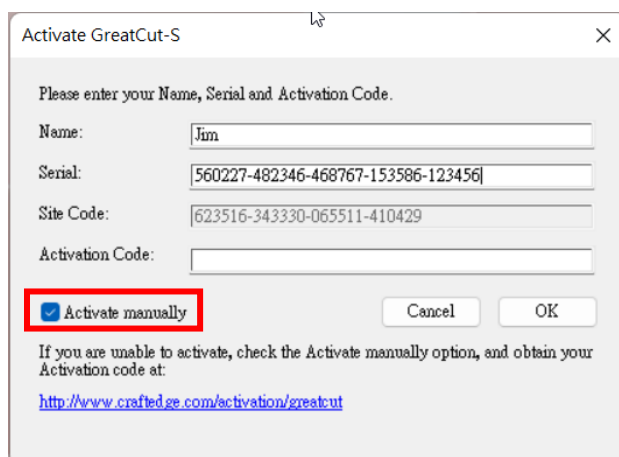 Activate GreatCut-S
Please enter your Name, Serial and Activation Code.
Name: Jim
Serial: 560227-482346-468767-153586-123456
Site Code: 623516-343330-065511-410429
Activation Code:
Activate manually Cancel OK
If you are unable to activate, check the Activate manually option, and obtain your
Activation code at:
http://www.craftedge.com/activation/greatcut